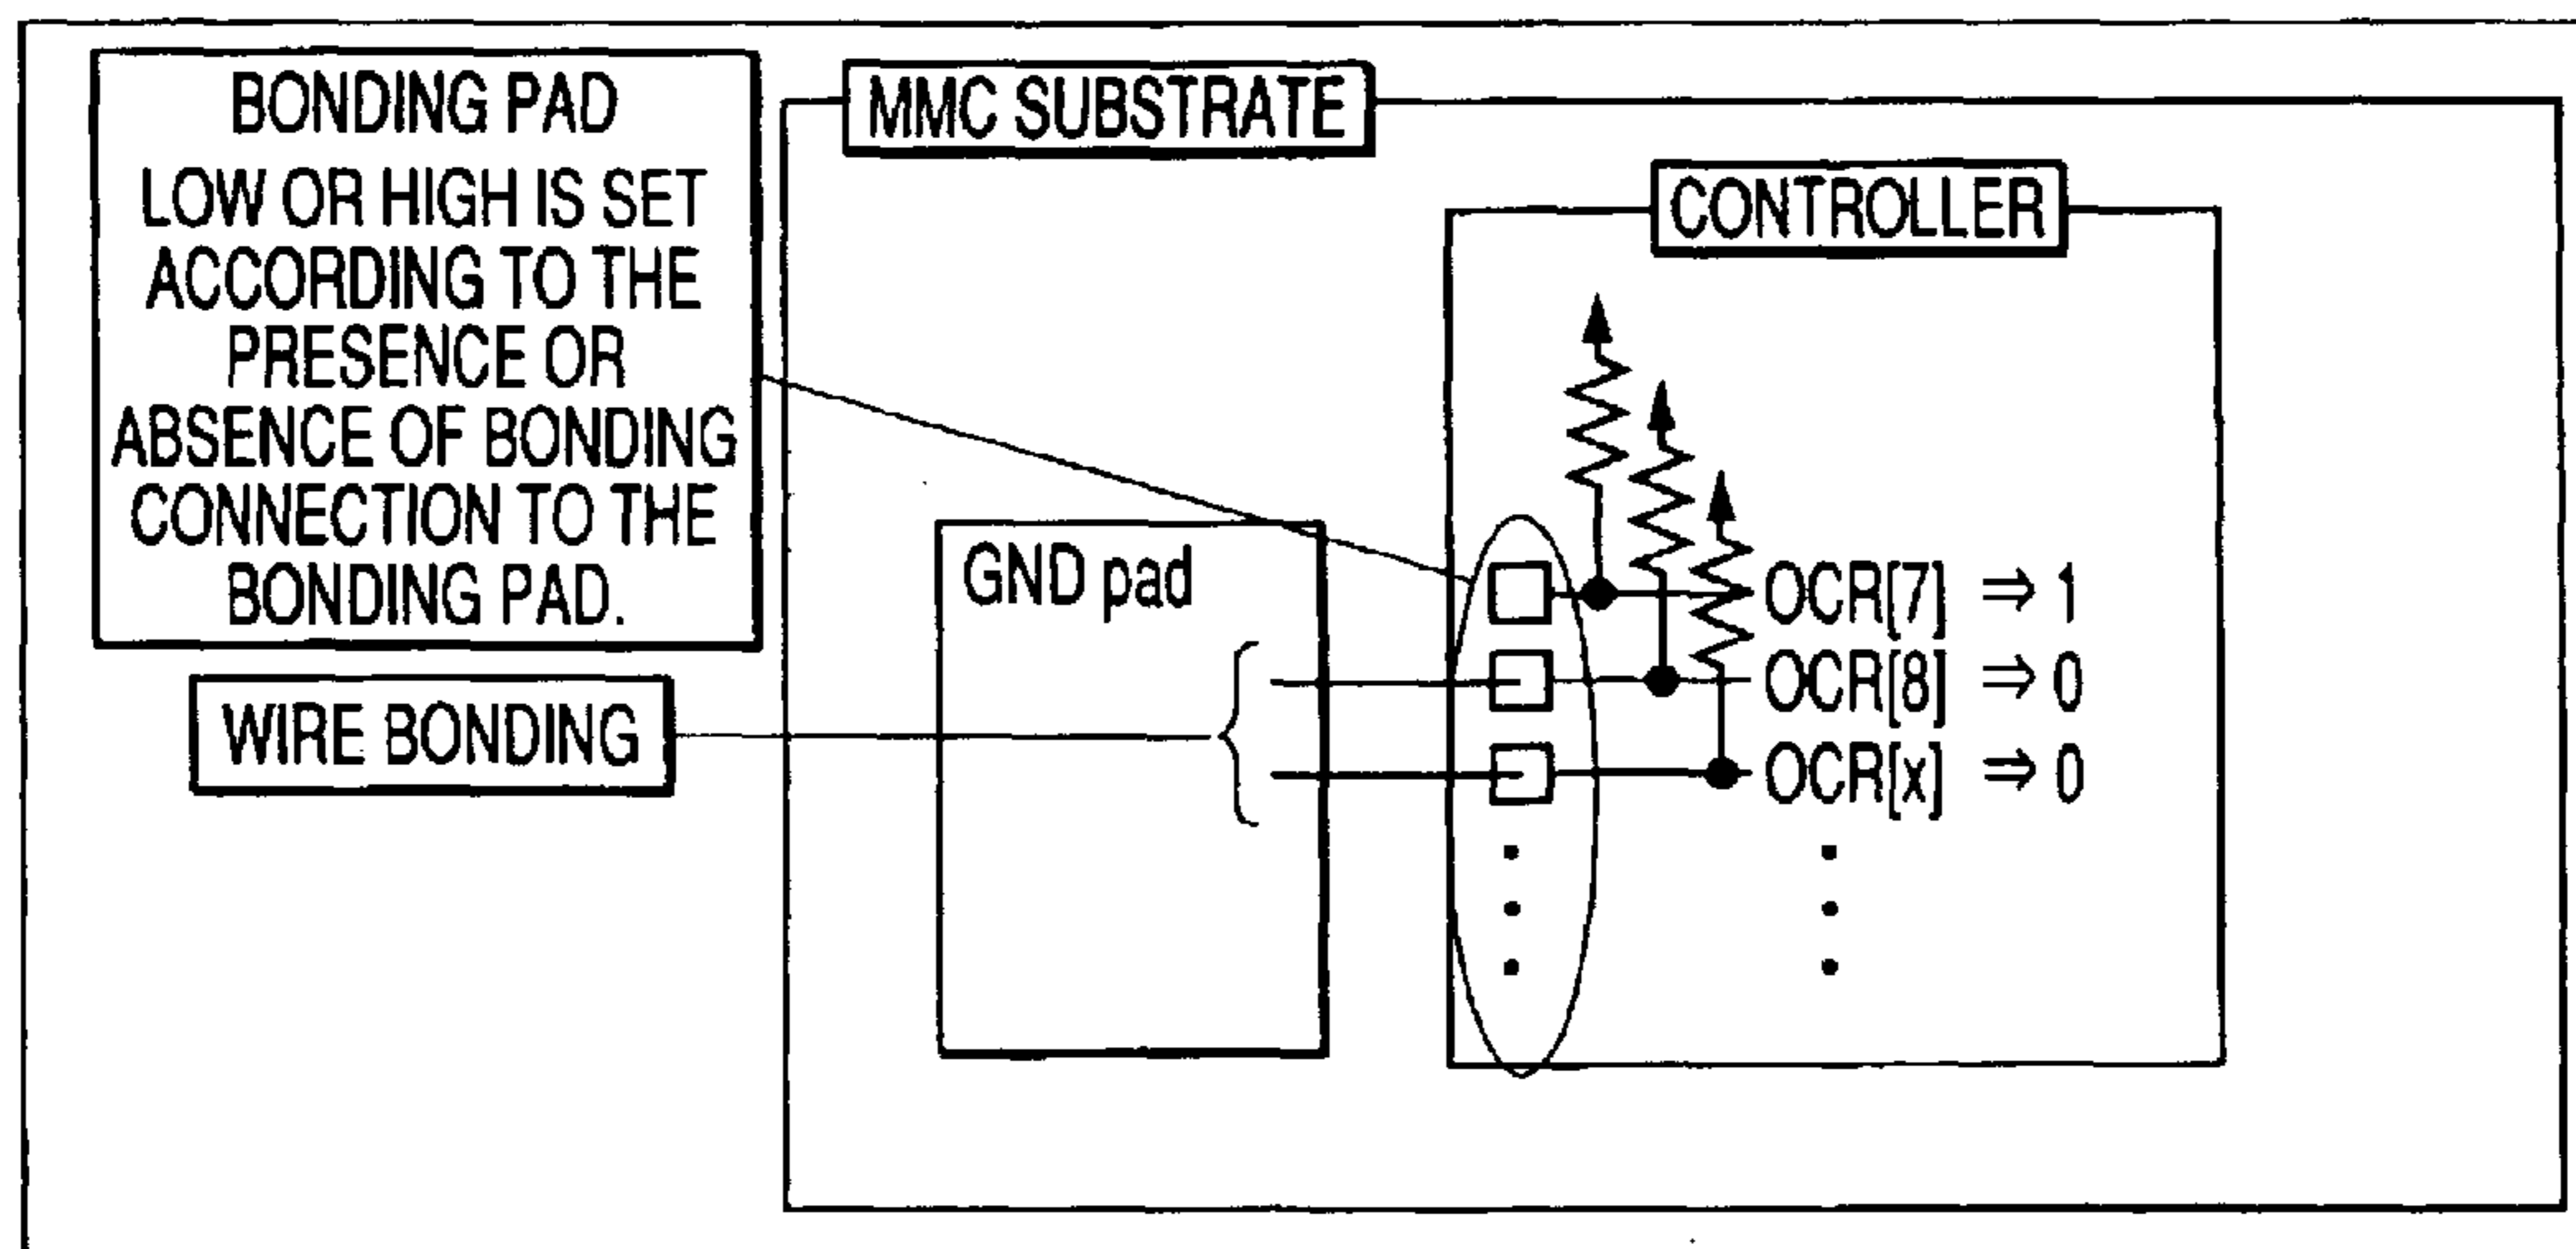 BONDING PAD
LOW OR HIGH IS SET
ACCORDING TO THE
PRESENCE OR
ABSENCE OF BONDING
CONNECTION TO THE
BONDING PAD.
WIRE BONDING
MMC SUBSTRATE
GND pad
CONTROLLER
OCR[7] ⇒ 1
OCR[8] ⇒ 0
OCR[x] ⇒ 0